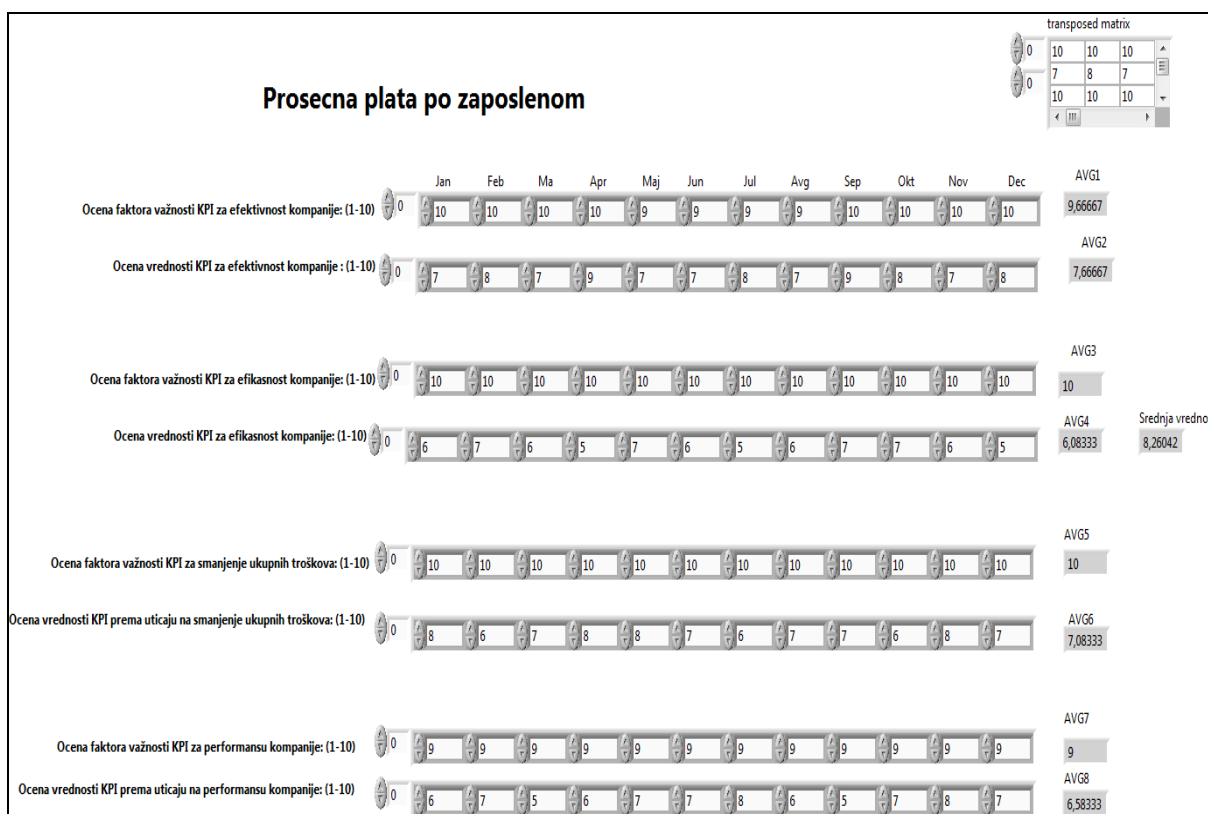 transposed matrix
0 10 10 10
0 7 8 7
10 10 10
Prosecna plata po zaposlenom
Jan Feb Ma Apr Maj Jun Jul Avg Sep Okt Nov Dec AVG1
Ocena faktora važnosti KPI za efektivnost kompanije: (1-10) 0 10 10 10 10 9 9 9 9 10 10 10 10 9,66667
AVG2
Ocena vrednosti KPI za efektivnost kompanije : (1-10) 0 7 8 7 9 7 7 8 7 9 8 7 8 7,66667
AVG3
Ocena faktora važnosti KPI za efikasnost kompanije: (1-10) 0 10 10 10 10 10 10 10 10 10 10 10 10 10
AVG4 Srednja vredno
Ocena vrednosti KPI za efikasnost kompanije: (1-10) 0 6 7 6 5 7 6 5 6 7 7 6 5 6,08333 8,26042
AVG5
Ocena faktora važnosti KPI za smanjenje ukupnih troškova: (1-10) 0 10 10 10 10 10 10 10 10 10 10 10 10 10
AVG6
Ocena vrednosti KPI prema uticaju na smanjenje ukupnih troškova: (1-10) 0 8 6 7 8 8 7 6 7 7 6 8 7 7,08333
AVG7
Ocena faktora važnosti KPI za performansu kompanije: (1-10) 0 9 9 9 9 9 9 9 9 9 9 9 9 9
AVG8
Ocena vrednosti KPI prema uticaju na performansu kompanije: (1-10) 0 6 7 5 6 7 7 8 6 5 7 8 7 6,58333